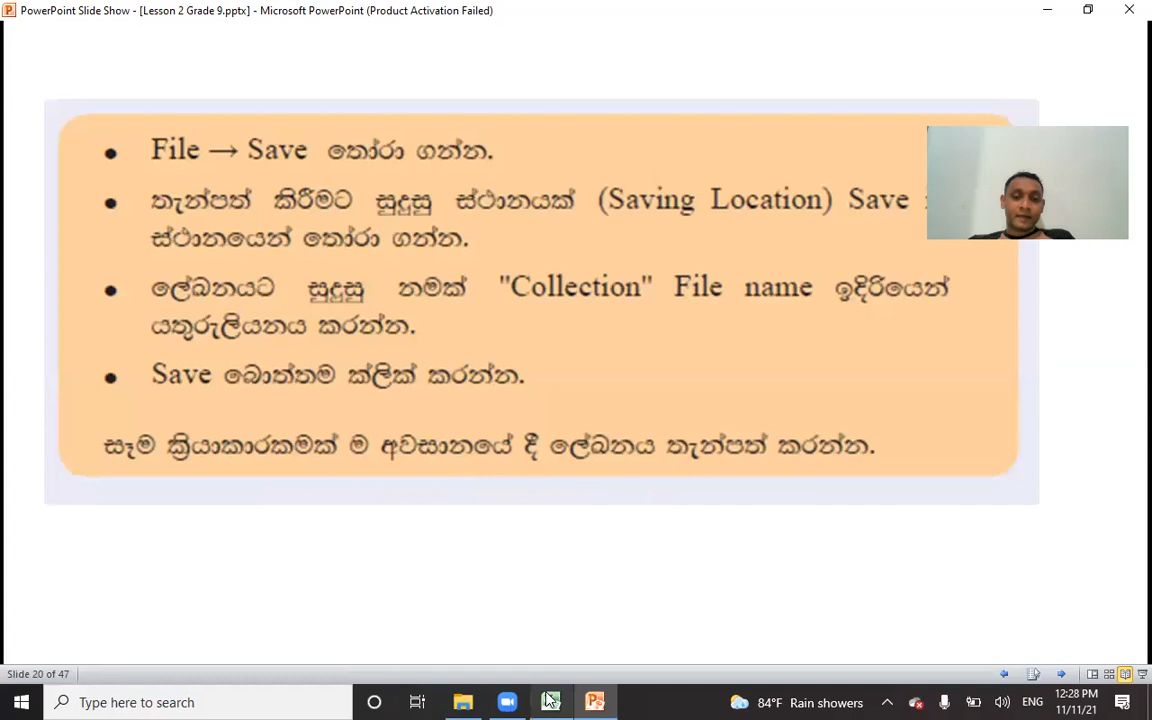 PowerPoint Slide Show - [Lesson 2 Grade 9.pptx] - Microsoft PowerPoint (Product Activation Failed)
• File → Save තෝරා ගන්න.
• තැන්පත් කිරීමට සුදුසු ස්ථානයක් (Saving Location) Save
ස්ථානයෙන් තෝරා ගන්න.
• ලේඛනයට සුදුසු නමක් "Collection" File name ඉදිරියෙන්
යතුරුලියනය කරන්න.
• Save බොත්තම ක්ලික් කරන්න.
සෑම ක්‍රියාකාරකමක් ම අවසානයේ දී ලේඛනය තැන්පත් කරන්න.
Slide 20 of 47
Type here to search
84°F Rain showers
ENG
12:28 PM
11/11/21